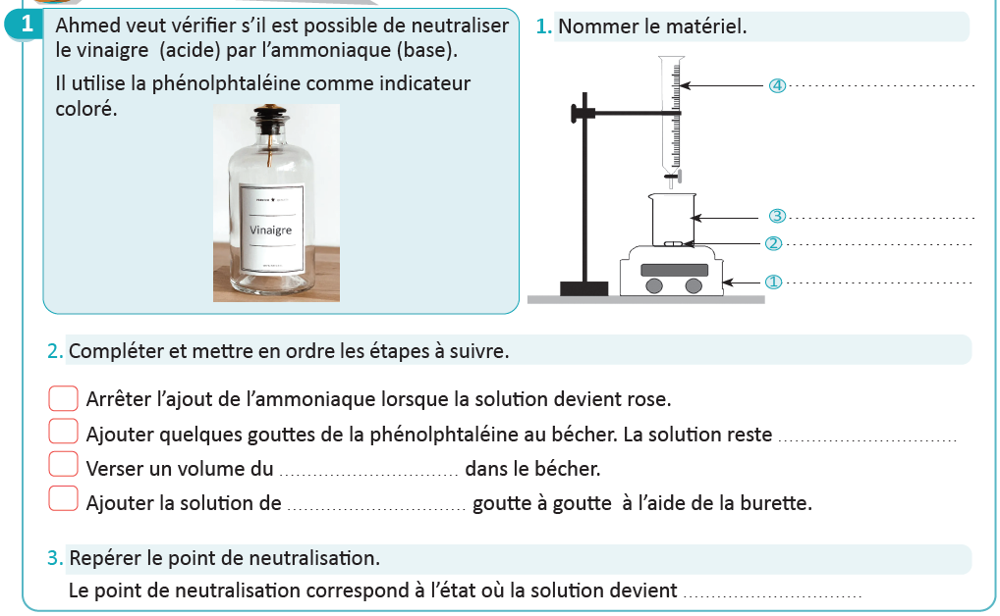 1
Ahmed veut vérifier s’il est possible de neutraliser
le vinaigre (acide) par l’ammoniaque (base).
Il utilise la phénolphtaléine comme indicateur
coloré.
Vinaigre
1. Nommer le matériel.
④ ....................................
③ ....................................
② ....................................
① ....................................
2. Compléter et mettre en ordre les étapes à suivre.
Arrêter l’ajout de l’ammoniaque lorsque la solution devient rose.
Ajouter quelques gouttes de la phénolphtaléine au bécher. La solution reste ................................
Verser un volume du ................................ dans le bécher.
Ajouter la solution de ................................ goutte à goutte à l’aide de la burette.
3. Repérer le point de neutralisation.
Le point de neutralisation correspond à l’état où la solution devient ................................